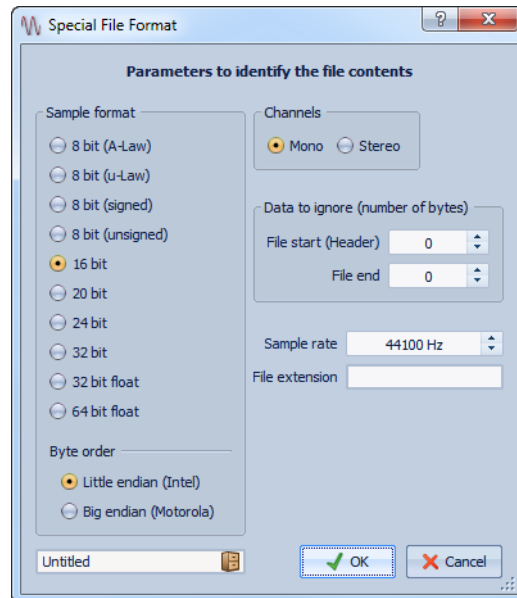 Special File Format
Parameters to identify the file contents
Sample format
8 bit (A-Law)
8 bit (u-Law)
8 bit (signed)
8 bit (unsigned)
16 bit
20 bit
24 bit
32 bit
32 bit float
64 bit float
Byte order
Little endian (Intel)
Big endian (Motorola)
Channels
Mono Stereo
Data to ignore (number of bytes)
File start (Header) 0
File end 0
Sample rate 44100 Hz
File extension
Untitled
OK Cancel